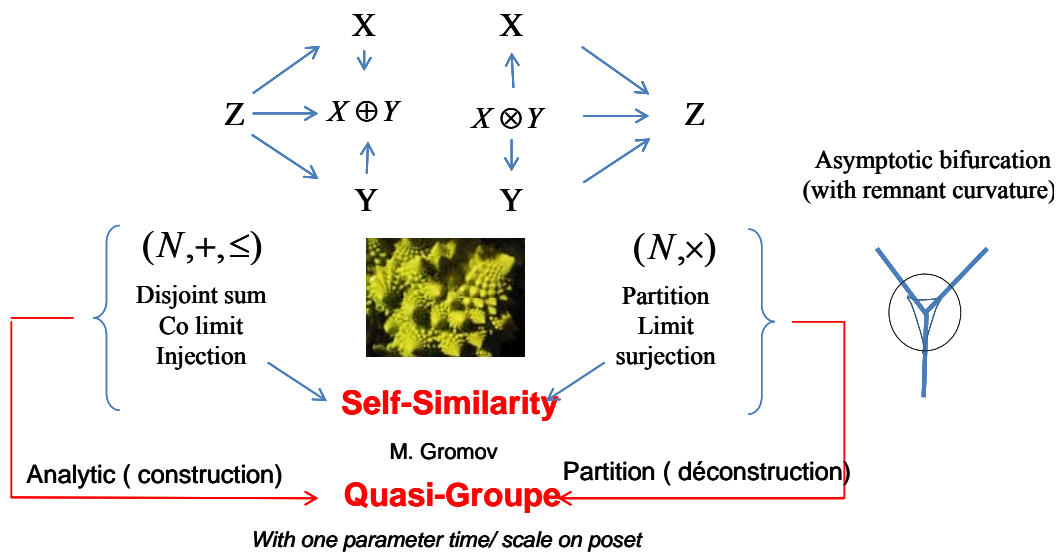 X X
Z X ⊕ Y X ⊗ Y Z
Y Y
Asymptotic bifurcation
(with remnant curvature)
(N,+,≤)
Disjoint sum
Co limit
Injection
(N,×)
Partition
Limit
surjection
Self-Similarity
M. Gromov
Analytic ( construction)
Partition ( déconstruction)
Quasi-Groupe
With one parameter time/ scale on poset